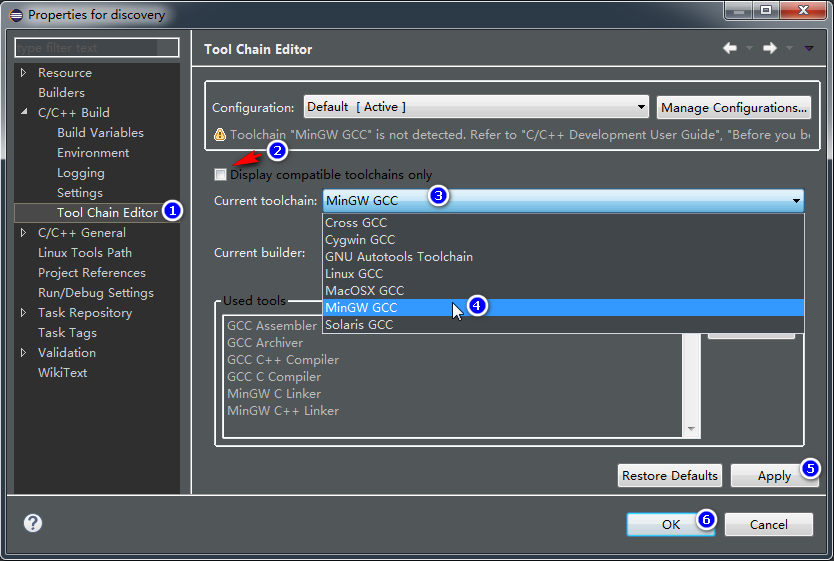 Properties for discovery
type filter text
Resource
Builders
C/C++ Build
Build Variables
Environment
Logging
Settings
Tool Chain Editor 1
C/C++ General
Linux Tools Path
Project References
Run/Debug Settings
Task Repository
Task Tags
Validation
WikiText
Tool Chain Editor
Configuration: Default [ Active ] Manage Configurations...
Toolchain "MinGW GCC" is not detected. Refer to "C/C++ Development User Guide", "Before you be
2
Display compatible toolchains only
Current toolchain: MinGW GCC 3
Cross GCC
Cygwin GCC
GNU Autotools Toolchain
Linux GCC
MacOSX GCC
MinGW GCC 4
Solaris GCC
Current builder:
Used tools
GCC Assembler
GCC Archiver
GCC C++ Compiler
GCC C Compiler
MinGW C Linker
MinGW C++ Linker
Restore Defaults Apply 5
? OK 6 Cancel